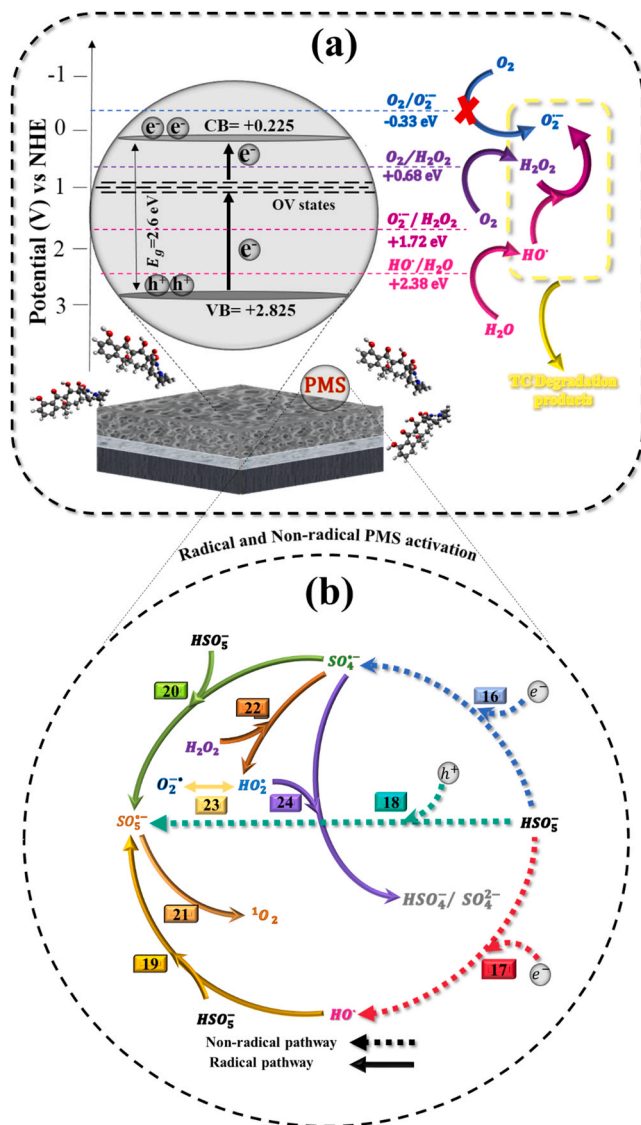 (a)
Potential (V) vs NHE
-1
0
1
2
3
e⁻ e⁻ CB= +0.225
e⁻
OV states
E_g=2.6 eV
e⁻
h⁺ h⁺
VB= +2.825
O₂/O₂•⁻
-0.33 eV
O₂/H₂O₂
+0.68 eV
O₂•⁻/H₂O₂
+1.72 eV
HO•/H₂O
+2.38 eV
O₂
O₂•⁻
H₂O₂
O₂
HO•
H₂O
TC Degradation
products
PMS
Radical and Non-radical PMS activation
(b)
HSO₅⁻
SO₄•⁻
20
22
16
e⁻
H₂O₂
h⁺
O₂⁻•
HO₂•
23
24
18
SO₅•⁻
HSO₅⁻
21
¹O₂
HSO₄⁻/ SO₄²⁻
19
17
e⁻
HSO₅⁻
HO•
Non-radical pathway
Radical pathway